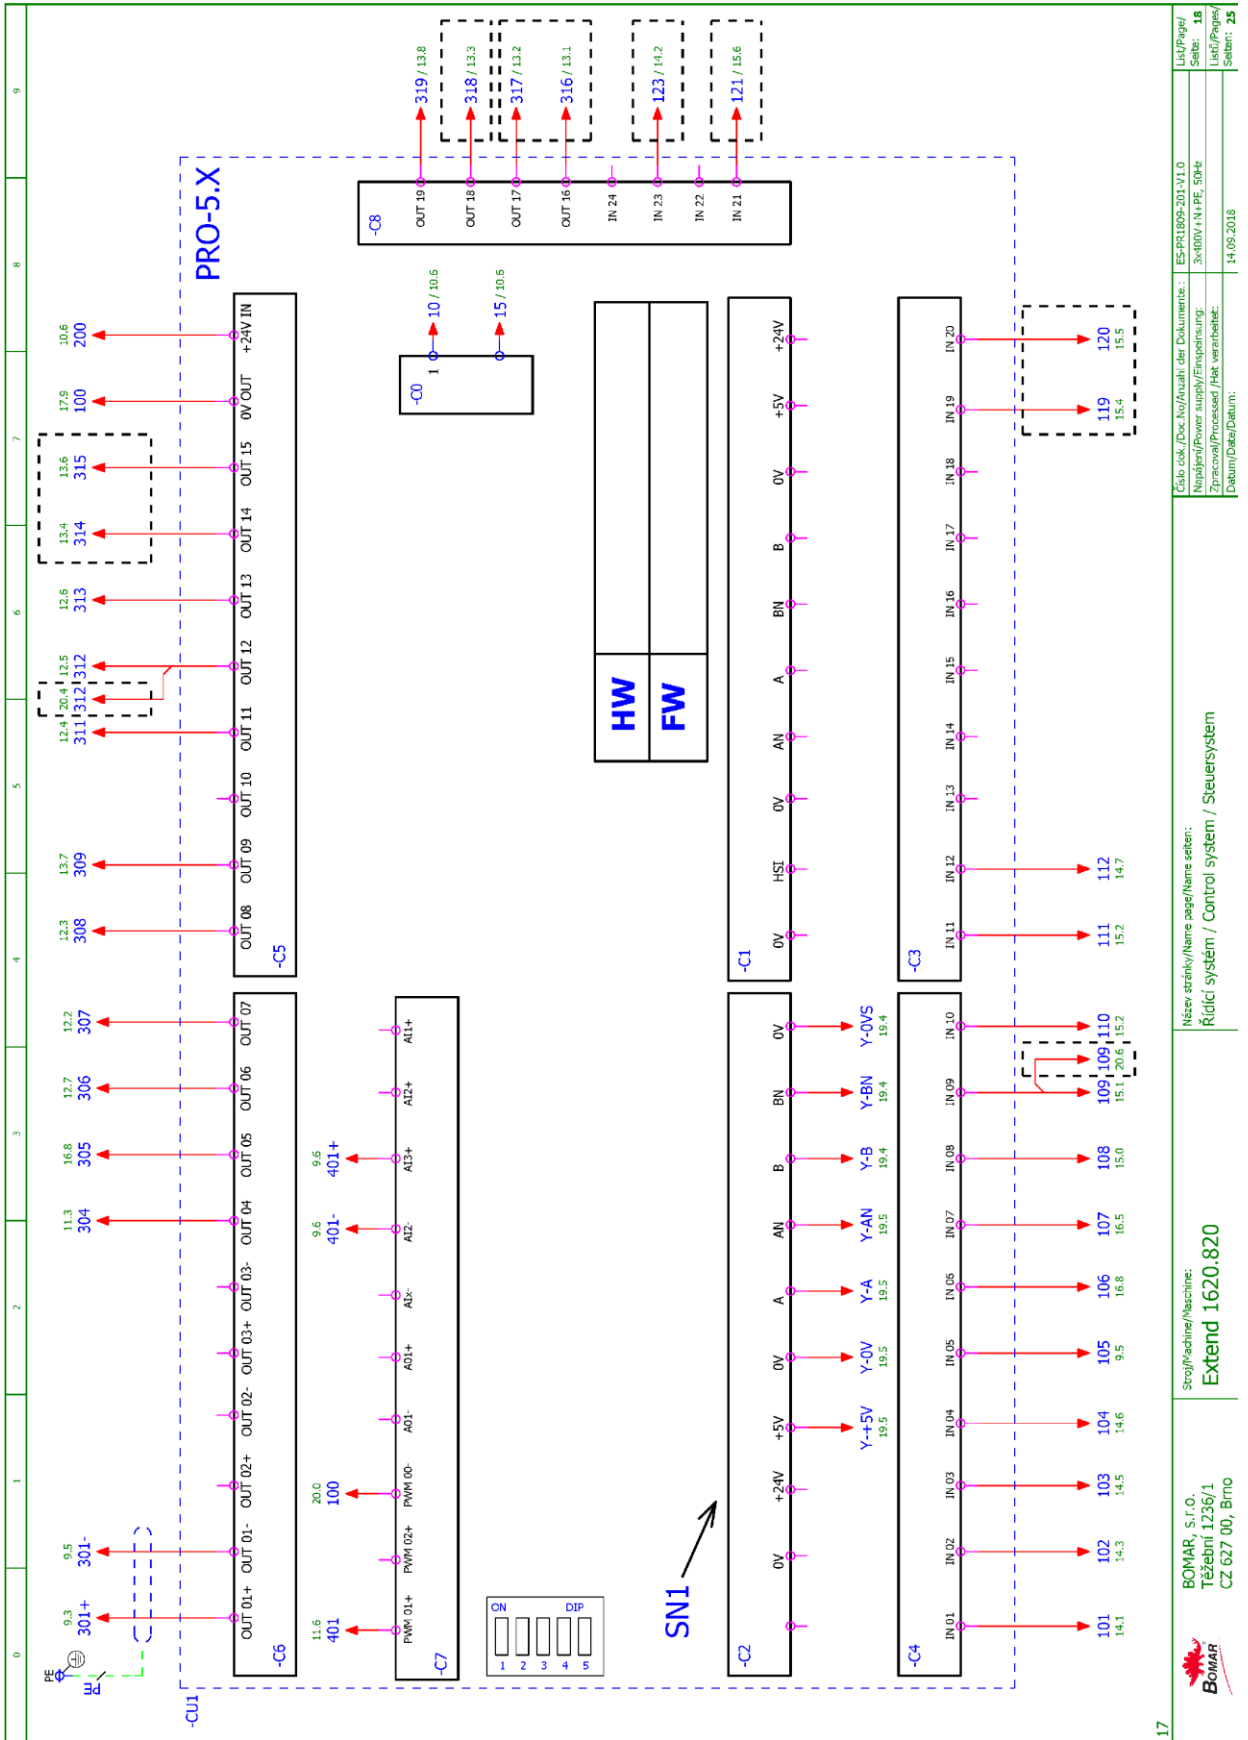 0 1 2 3 4 5 6 7 8 9
PE
PE
9.3 9.5 11.3 16.8 12.7 12.2 12.3 13.7 12.4 20.4 12.5 12.6 13.4 13.6 17.9 10.6
301+ 301- 304 305 306 307 308 309 311 312 312 313 314 315 100 200
-CU1
PRO-5.X
OUT 01+ OUT 01- OUT 02+ OUT 02- OUT 03+ OUT 03- OUT 04 OUT 05 OUT 06 OUT 07
-C6
OUT 08 OUT 09 OUT 10 OUT 11 OUT 12 OUT 13 OUT 14 OUT 15 0V OUT +24V IN
-C5
11.6 20.0 9.6 9.6
401 100 401- 401+
PWM 01+ PWM 02+ PWM 00- A01- A01+ AIx- AI2- AI3+ AI2+ AI1+
-C7
-C0
1
10 / 10.6
15 / 10.6
-C8
OUT 19
OUT 18
OUT 17
OUT 16
IN 24
IN 23
IN 22
IN 21
319 / 13.8
318 / 13.3
317 / 13.2
316 / 13.1
123 / 14.2
121 / 15.6
ON DIP
1 2 3 4 5
HW
FW
SN1
-C2
0V +24V +5V 0V A AN B BN 0V
Y-+5V Y-0V Y-A Y-AN Y-B Y-BN Y-0VS
19.5 19.5 19.5 19.5 19.4 19.4 19.4
-C1
0V HSI 0V AN A BN B 0V +5V +24V
-C4
IN 01 IN 02 IN 03 IN 04 IN 05 IN 06 IN 07 IN 08 IN 09 IN 10
-C3
IN 11 IN 12 IN 13 IN 14 IN 15 IN 16 IN 17 IN 18 IN 19 IN 20
101 102 103 104 105 106 107 108 109 109 110 111 112 119 120
14.1 14.3 14.5 14.6 9.5 16.8 16.5 15.0 15.1 20.6 15.2 15.2 14.7 15.4 15.5
17
BOMAR
BOMAR, s.r.o.
Těžební 1236/1
CZ 627 00, Brno
Stroj/Machine/Maschine:
Extend 1620.820
Název stránky/Name page/Name seiten:
Řídící systém / Control system / Steuersystem
Číslo dok./Doc.No/Anzahl der Dokumente.: ES-PR1809-201-V1.0
Napájení/Power supply/Einspeinsung: 3x400V+N+PE, 50Hz
Zpracoval/Processed /Hat verarbeitet:
Datum/Date/Datum: 14.09.2018
List/Page/
Seite: 18
Listů/Pages/
Seiten: 25